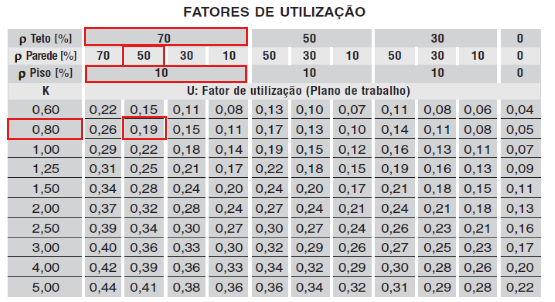 FATORES DE UTILIZAÇÃO
ρ Teto [%] 70 50 30 0
ρ Parede [%] 70 50 30 10 50 30 10 50 30 10 0
ρ Piso [%] 10 10 10 0
K U: Fator de utilização (Plano de trabalho)
0,60 0,22 0,15 0,11 0,08 0,13 0,10 0,07 0,11 0,08 0,06 0,04
0,80 0,26 0,19 0,15 0,11 0,17 0,13 0,10 0,14 0,11 0,08 0,05
1,00 0,29 0,22 0,18 0,14 0,19 0,15 0,12 0,16 0,13 0,11 0,07
1,25 0,31 0,25 0,21 0,17 0,22 0,18 0,15 0,19 0,16 0,13 0,09
1,50 0,34 0,28 0,24 0,20 0,24 0,20 0,17 0,21 0,18 0,15 0,11
2,00 0,37 0,32 0,28 0,24 0,27 0,24 0,21 0,24 0,21 0,18 0,13
2,50 0,39 0,34 0,30 0,27 0,30 0,27 0,24 0,26 0,23 0,21 0,16
3,00 0,40 0,36 0,33 0,30 0,32 0,29 0,26 0,27 0,25 0,23 0,17
4,00 0,42 0,39 0,36 0,33 0,34 0,32 0,29 0,30 0,28 0,26 0,20
5,00 0,44 0,41 0,38 0,36 0,36 0,34 0,32 0,31 0,29 0,28 0,22